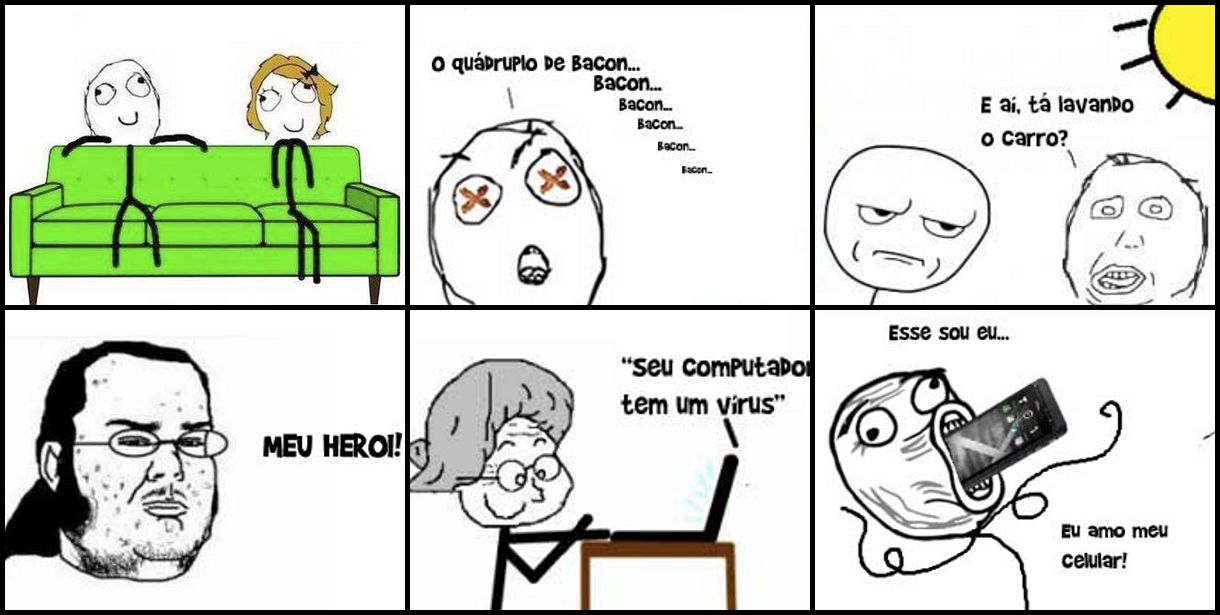 O quádruplo de Bacon...
Bacon...
Bacon...
Bacon...
Bacon...
Bacon...
E aí, tá lavando
o carro?
MEU HEROI!
"Seu computador
tem um vírus"
Esse sou eu...
Eu amo meu
celular!